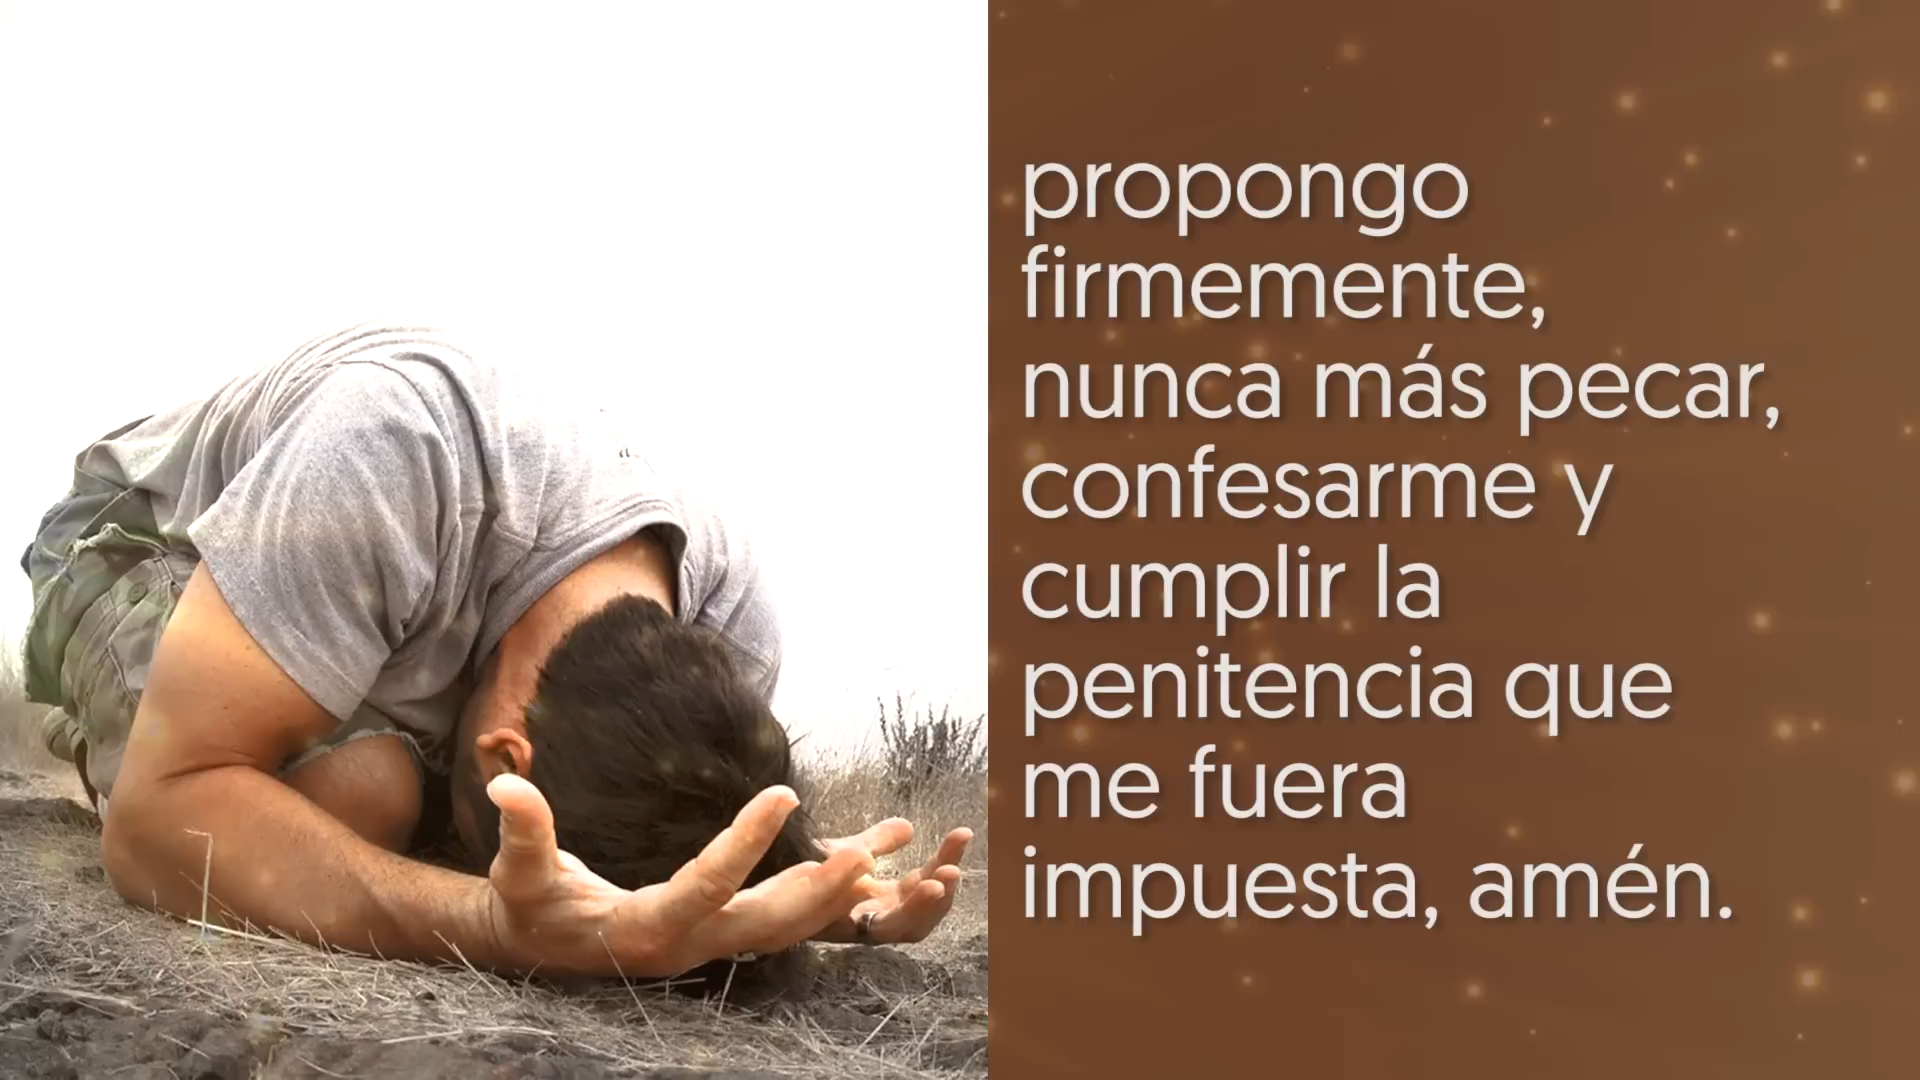 propongo
firmemente,
nunca más pecar,
confesarme y
cumplir la
penitencia que
me fuera
impuesta, amén.